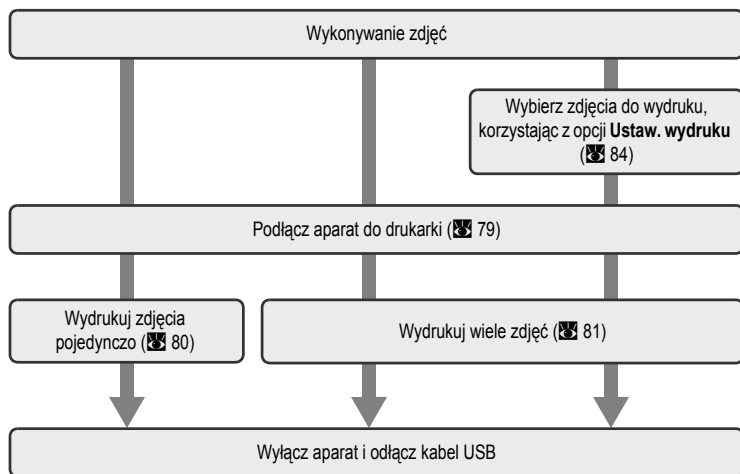 Wykonywanie zdjęć
Wybierz zdjęcia do wydruku,
korzystając z opcji Ustaw. wydruku
( 84)
Podłącz aparat do drukarki ( 79)
Wydrukuj zdjęcia
pojedynczo ( 80)
Wydrukuj wiele zdjęć ( 81)
Wyłącz aparat i odłącz kabel USB